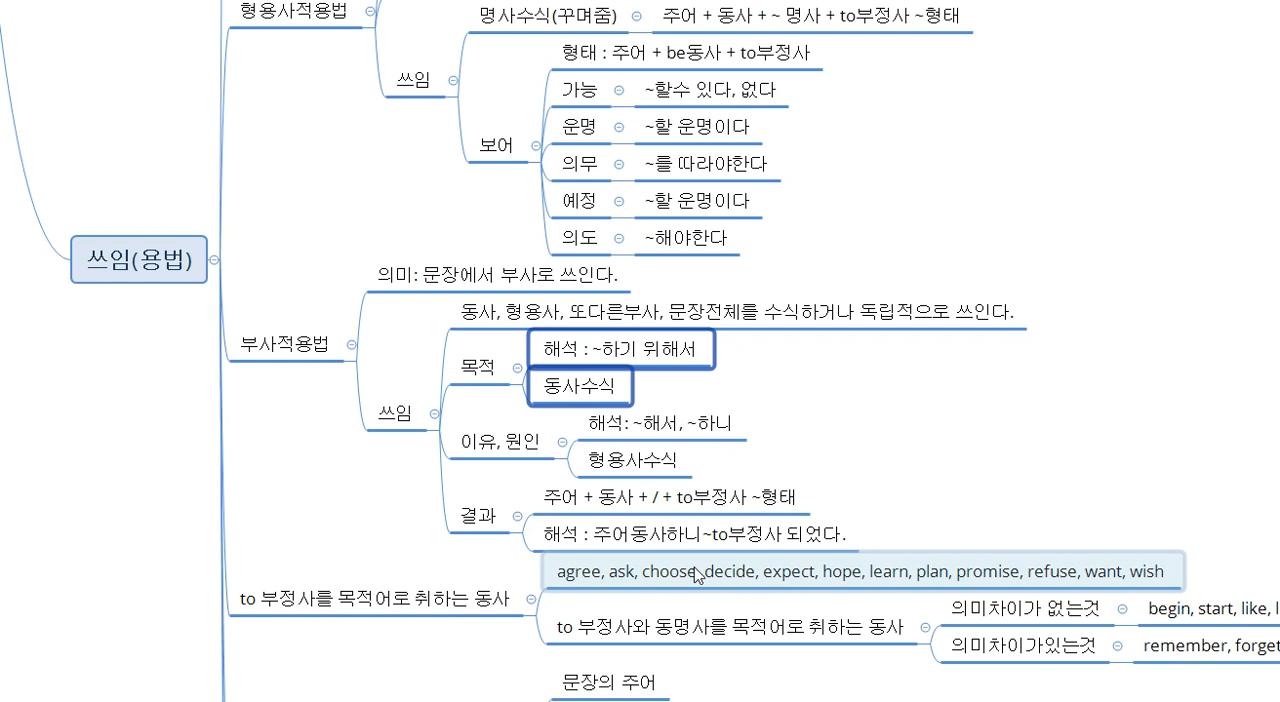 형용사적용법
명사수식(꾸며줌)
주어 + 동사 + ~ 명사 + to부정사 ~형태
쓰임
보어
형태 : 주어 + be동사 + to부정사
가능
~할수 있다, 없다
운명
~할 운명이다
의무
~를 따라야한다
예정
~할 운명이다
의도
~해야한다
쓰임(용법)
부사적용법
의미: 문장에서 부사로 쓰인다.
쓰임
동사, 형용사, 또다른부사, 문장전체를 수식하거나 독립적으로 쓰인다.
목적
해석 : ~하기 위해서
동사수식
이유, 원인
해석: ~해서, ~하니
형용사수식
결과
주어 + 동사 + / + to부정사 ~형태
해석 : 주어동사하니~to부정사 되었다.
to 부정사를 목적어로 취하는 동사
agree, ask, choose, decide, expect, hope, learn, plan, promise, refuse, want, wish
to 부정사와 동명사를 목적어로 취하는 동사
의미차이가 없는것
begin, start, like,
의미차이가있는것
remember, forget
문장의 주어